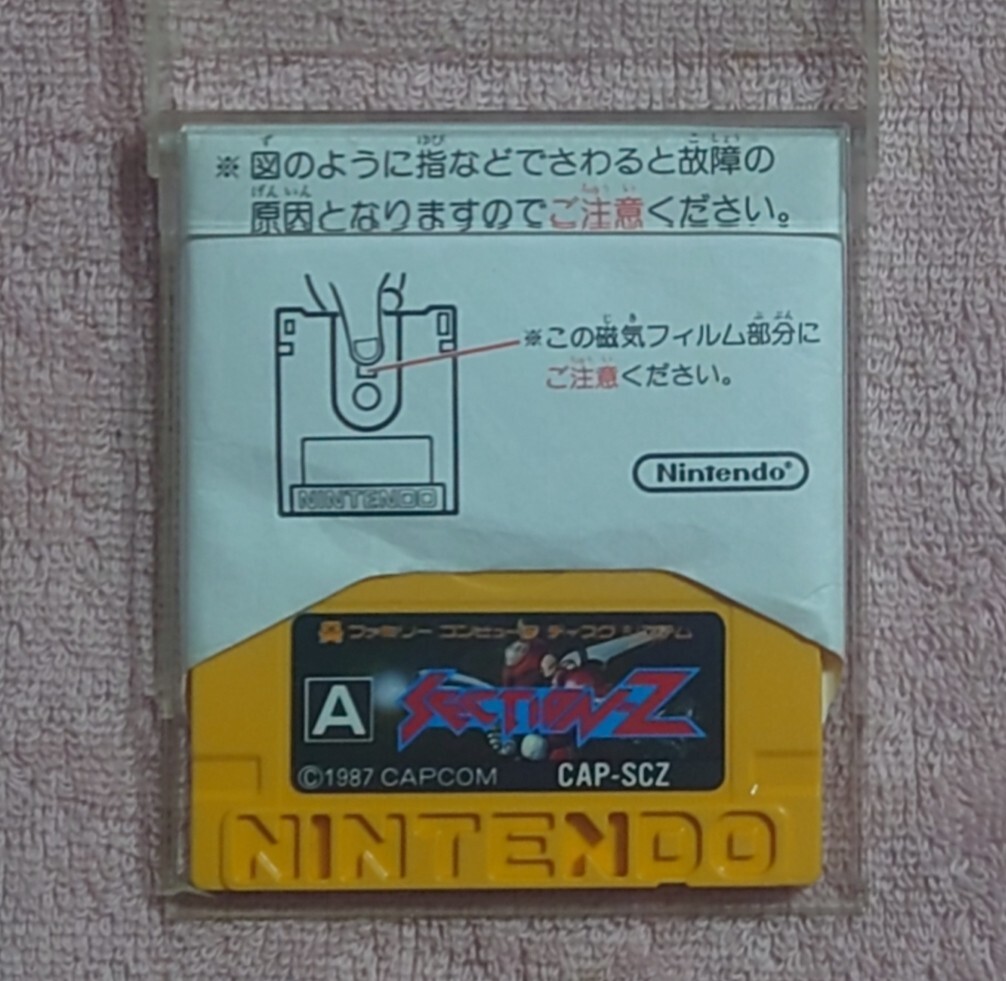 ※図のように指などでさわると故障の
原因となりますのでご注意ください。
※この磁気フィルム部分に
ご注意ください。
NINTENDO
Nintendo®
ファミリー コンピュータ ディスク システム
A
SECTION-Z
©1987 CAPCOM
CAP-SCZ
NINTENDO